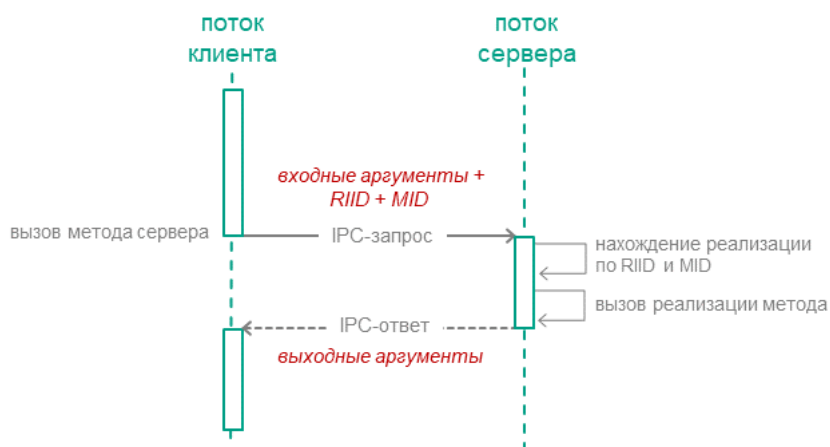 поток
клиента
поток
сервера
входные аргументы +
RIID + MID
вызов метода сервера
IPC-запрос
нахождение реализации
по RIID и MID
вызов реализации метода
IPC-ответ
выходные аргументы